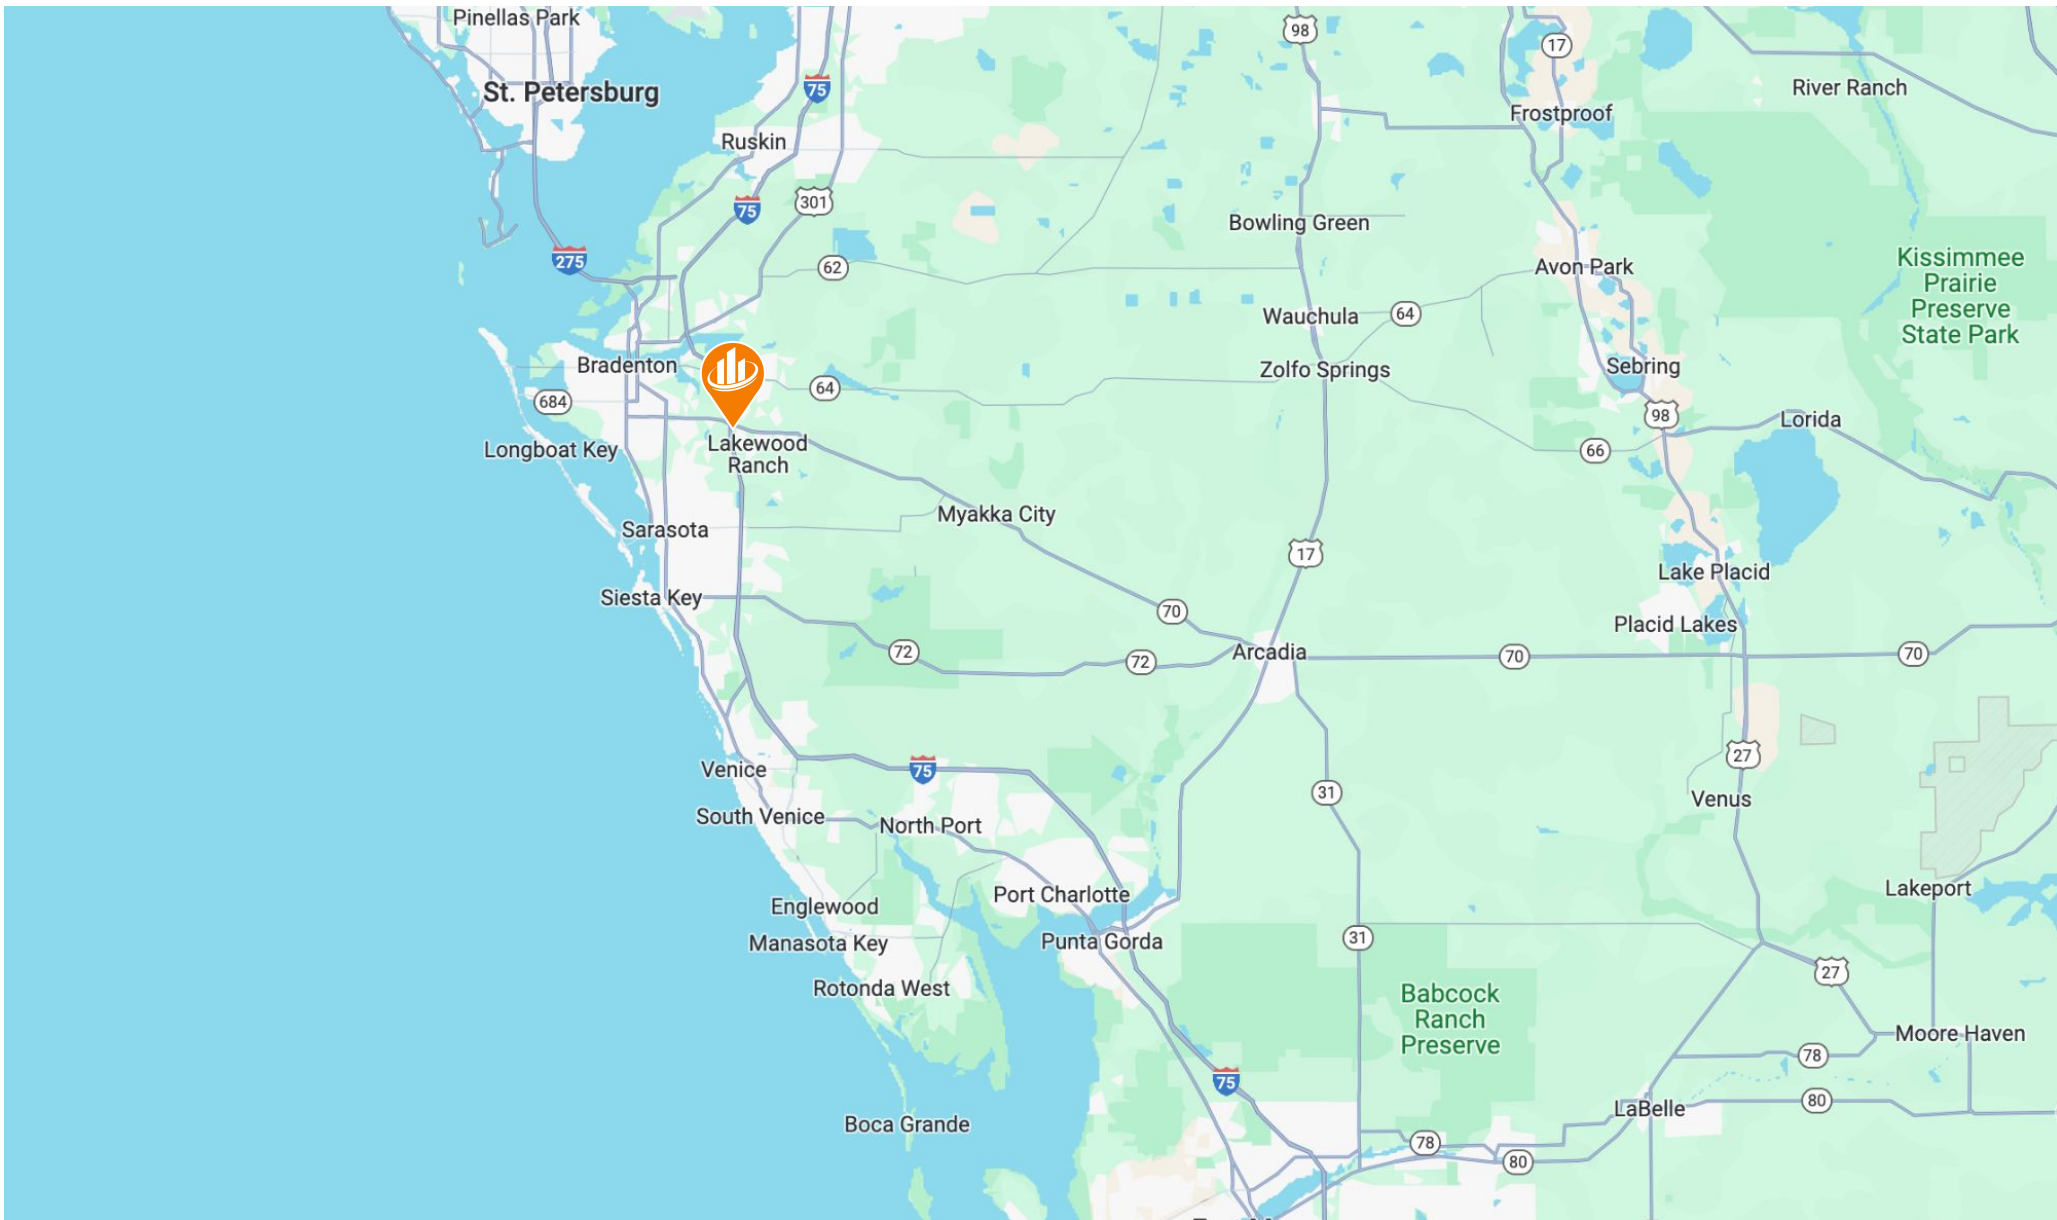 Pinellas Park
98
17
River Ranch
75
St. Petersburg
Frostproof
Ruskin
75
301
Bowling Green
275
62
Avon Park
Kissimmee
Prairie
Preserve
State Park
Wauchula
64
Bradenton
Zolfo Springs
Sebring
64
684
98
Lorida
Longboat Key
Lakewood
Ranch
66
Myakka City
Sarasota
17
Lake Placid
Siesta Key
70
Placid Lakes
72
72
Arcadia
70
70
Venice
75
27
31
Venus
South Venice
North Port
Port Charlotte
Lakeport
Englewood
Manasota Key
Punta Gorda
31
27
Rotonda West
Babcock
Ranch
Preserve
Moore Haven
78
75
80
LaBelle
Boca Grande
78
80